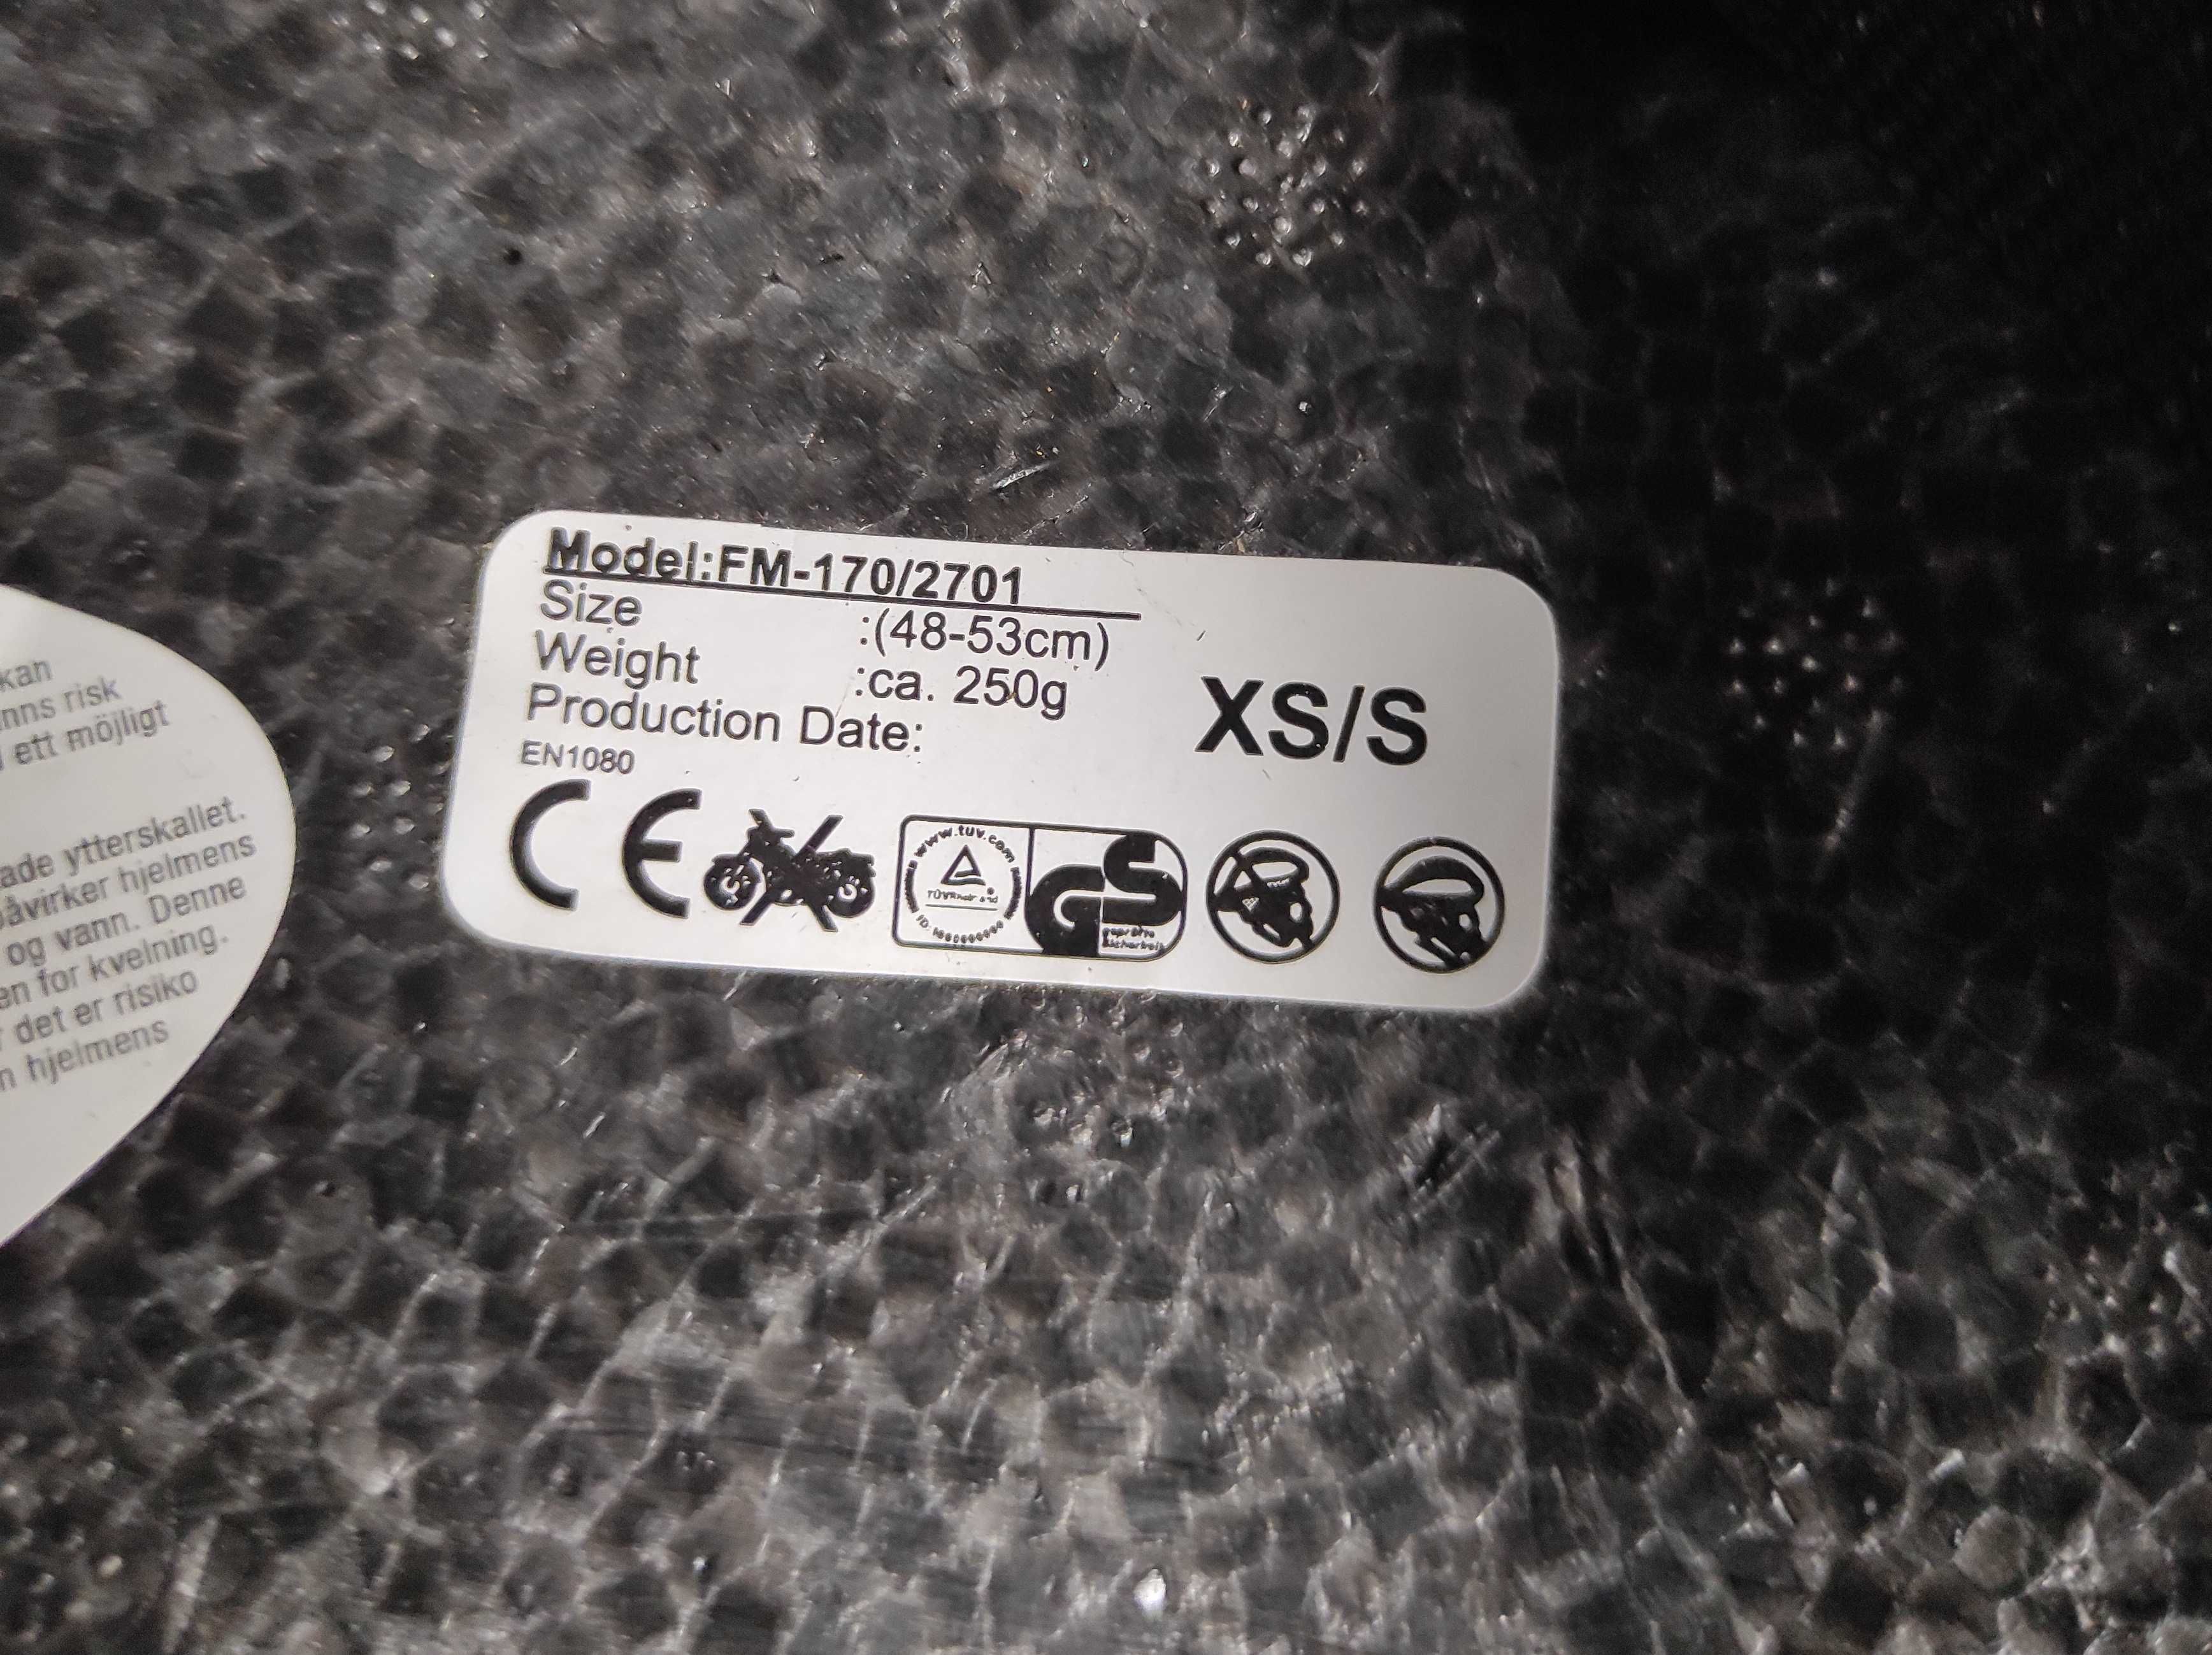 kan
nns risk
ett möjligt
ade ytterskallet.
påvirker hjelmens
og vann. Denne
en for kvelning.
det er risiko
hjelmens
Model:FM-170/2701
Size :(48-53cm)
Weight :ca. 250g
Production Date:
EN1080
XS/S
CE
www.tuv.com
GS
geprüfte
Sicherheit